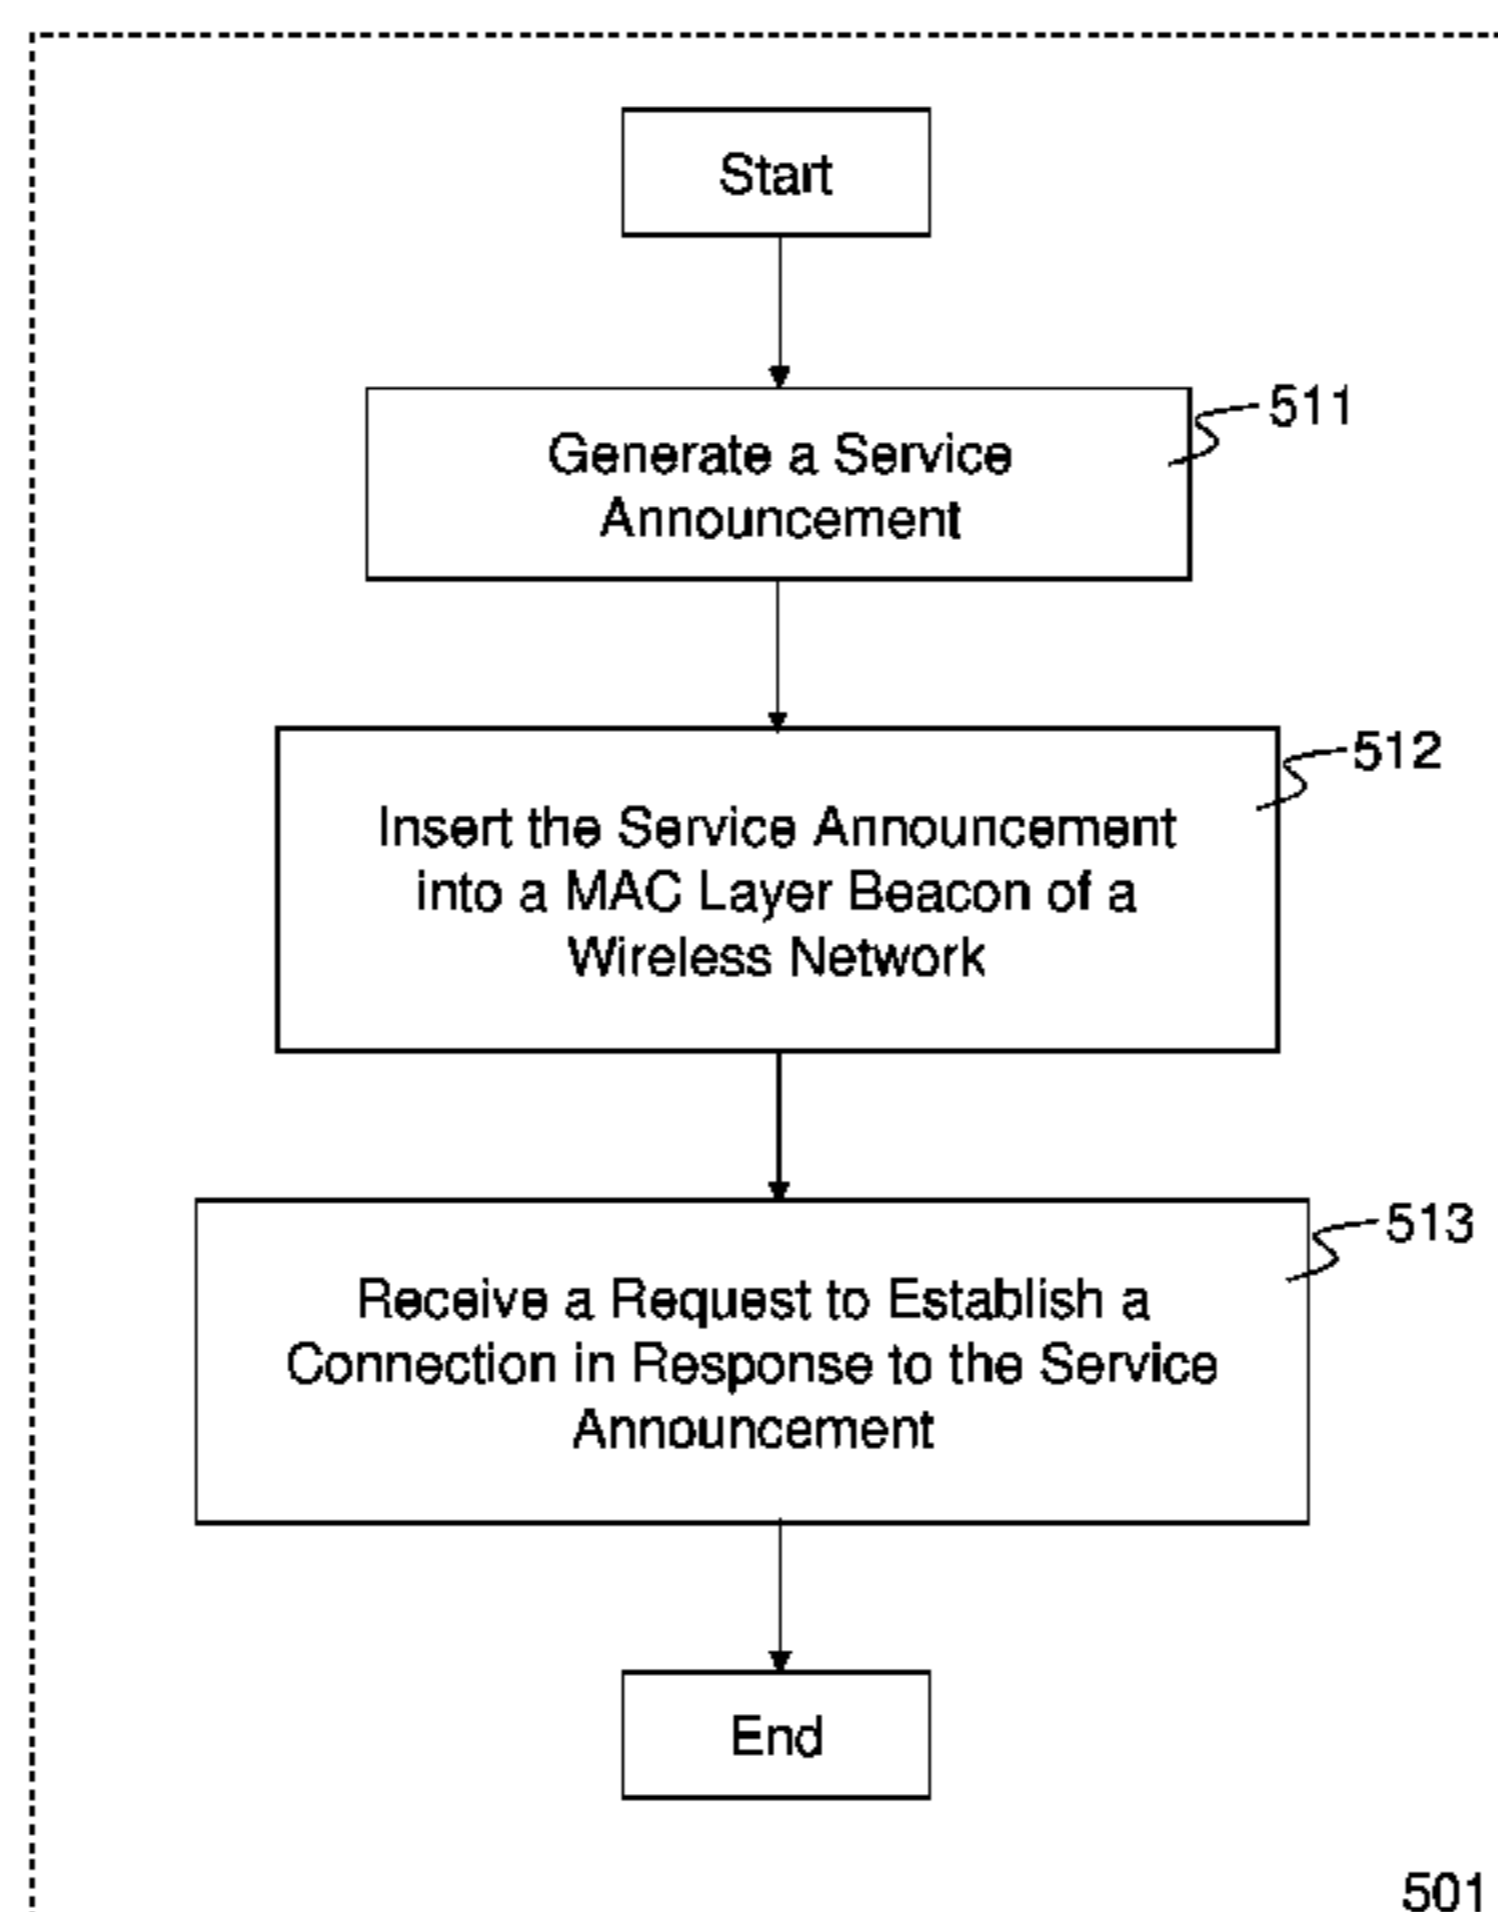 Start
511
Generate a Service
Announcement
512
Insert the Service Announcement
into a MAC Layer Beacon of a
Wireless Network
513
Receive a Request to Establish a
Connection in Response to the Service
Announcement
End
501